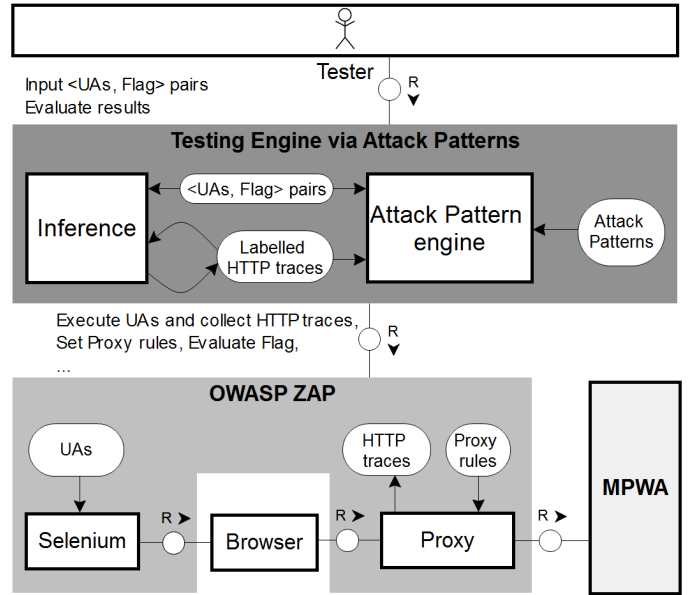 Tester
R
Input <UAs, Flag> pairs
Evaluate results
Testing Engine via Attack Patterns
<UAs, Flag> pairs
Inference
Attack Pattern
engine
Attack
Patterns
Labelled
HTTP traces
Execute UAs and collect HTTP traces,
Set Proxy rules, Evaluate Flag,
...
R
OWASP ZAP
UAs
HTTP
traces
Proxy
rules
MPWA
R
R
R
Selenium
Browser
Proxy